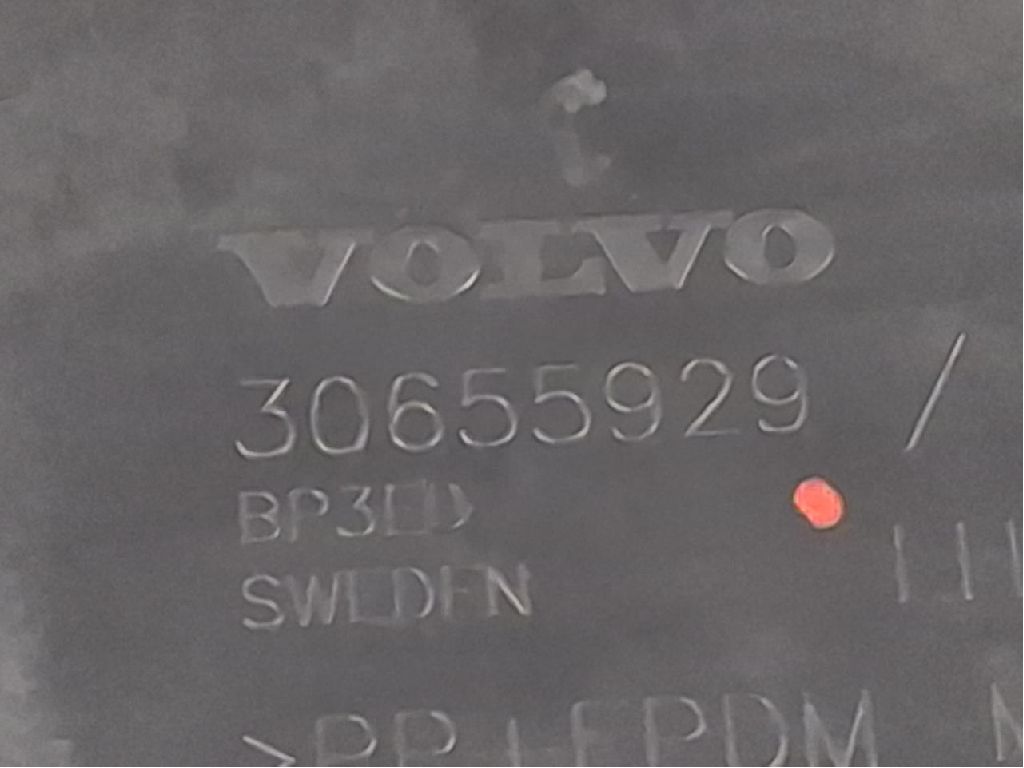 VOLVO
30655929 /
SWEDEN
>PP+EPDM